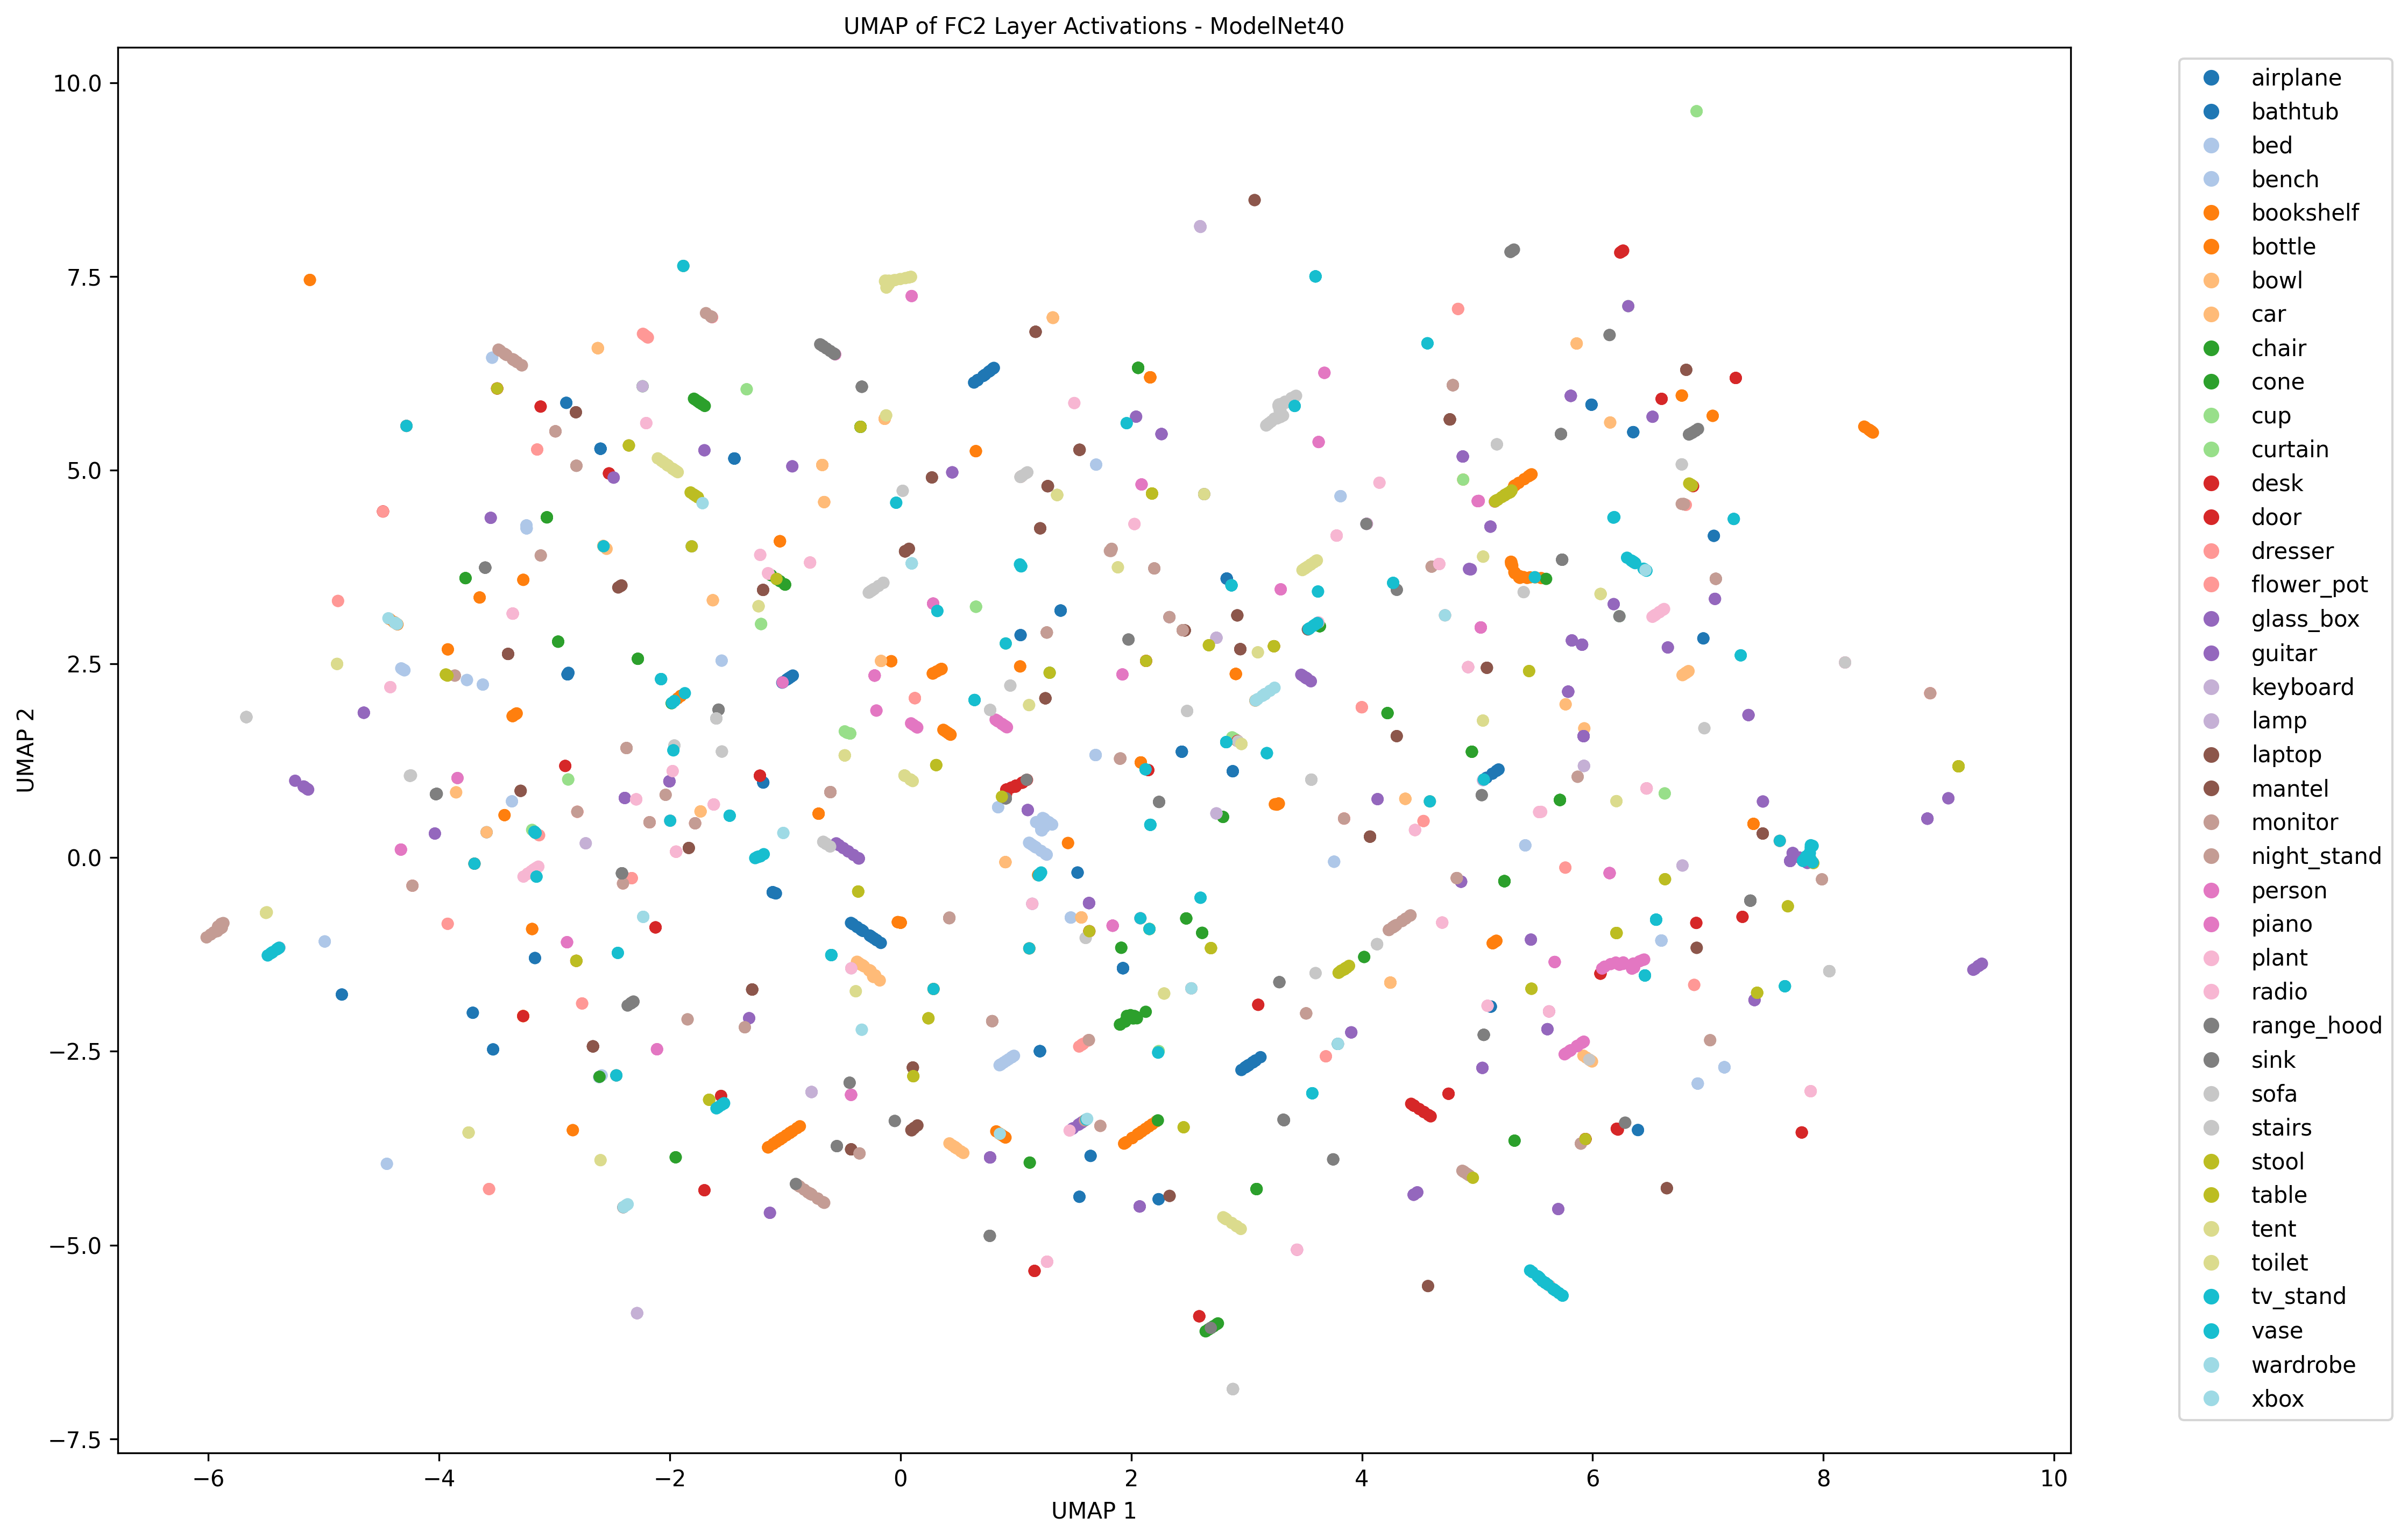 UMAP of FC2 Layer Activations - ModelNet40
10.0
7.5
5.0
2.5
0.0
−2.5
−5.0
−7.5
UMAP 2
−6
−4
−2
0
2
4
6
8
10
UMAP 1
airplane
bathtub
bed
bench
bookshelf
bottle
bowl
car
chair
cone
cup
curtain
desk
door
dresser
flower_pot
glass_box
guitar
keyboard
lamp
laptop
mantel
monitor
night_stand
person
piano
plant
radio
range_hood
sink
sofa
stairs
stool
table
tent
toilet
tv_stand
vase
wardrobe
xbox